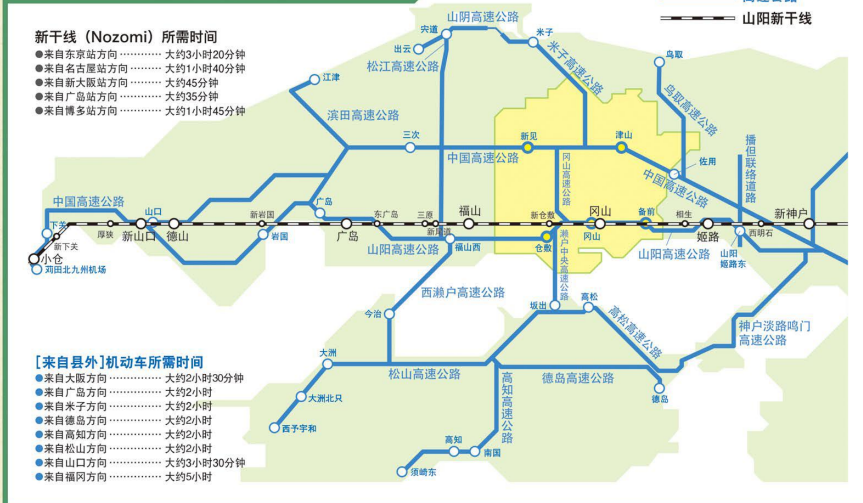 高速公路
山阳新干线
新干线（Nozomi）所需时间
●来自东京站方向············大约3小时20分钟
●来自名古屋站方向·········大约1小时40分钟
●来自新大阪站方向·········大约45分钟
●来自广岛站方向············大约35分钟
●来自博多站方向············大约1小时45分钟
山阴高速公路
宍道
出云
松江高速公路
米子
米子高速公路
鸟取
鸟取高速公路
江津
滨田高速公路
三次
中国高速公路
新见
津山
冈山高速公路
佐用
中国高速公路
播但联络道路
中国高速公路
下关
新下关
小仓
苅田北九州机场
厚狭
山口
新山口
德山
新岩国
岩国
广岛
广岛
东广岛
三原
新尾道
福山
福山西
山阳高速公路
新仓敷
仓敷
冈山
冈山
备前
相生
山阳高速公路
姬路
山阳
姬路东
西明石
新神户
濑户中央高速公路
西濑户高速公路
今治
坂出
高松
高松高速公路
神户淡路鸣门
高速公路
大洲
大洲北只
西予宇和
松山高速公路
高知高速公路
德岛高速公路
德岛
高知
南国
须崎东
[来自县外]机动车所需时间
●来自大阪方向············大约2小时30分钟
●来自广岛方向············大约2小时
●来自米子方向············大约2小时
●来自德岛方向············大约2小时
●来自高知方向············大约2小时
●来自松山方向············大约2小时
●来自山口方向············大约3小时30分钟
●来自福冈方向············大约5小时